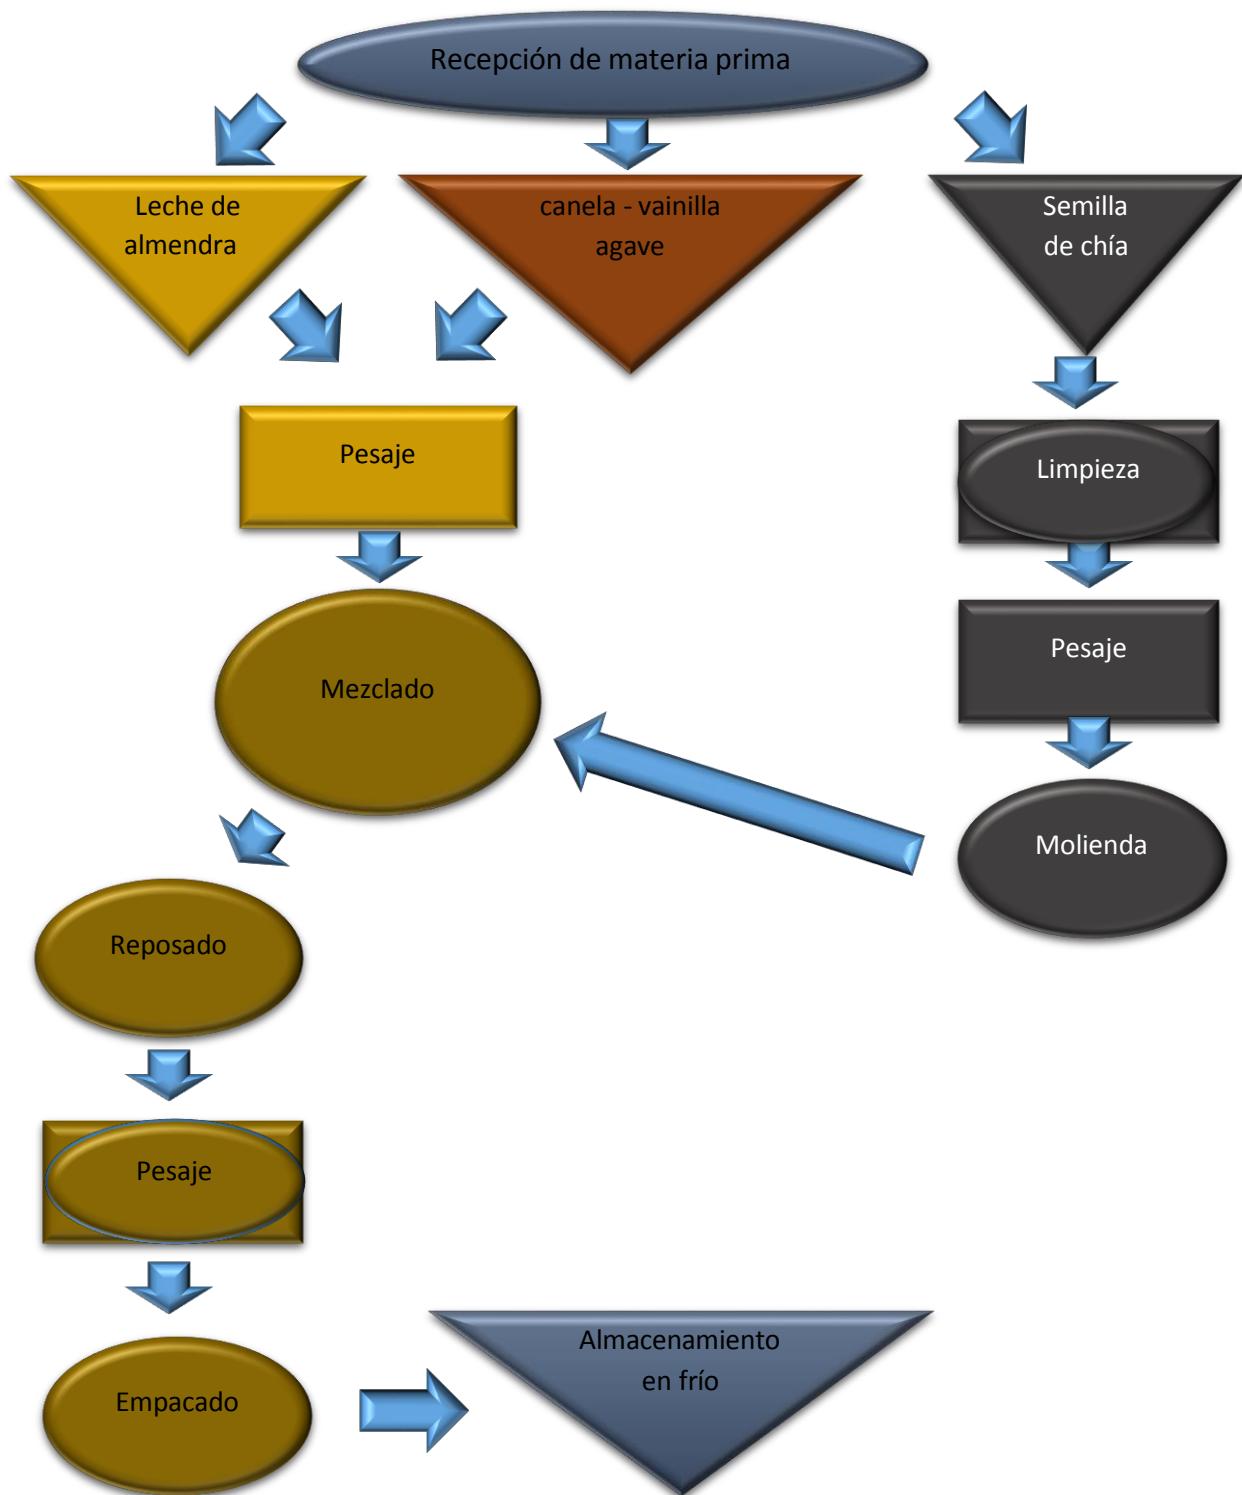 Recepción de materia prima
Leche de
almendra
canela - vainilla
agave
Semilla
de chía
Pesaje
Limpieza
Mezclado
Pesaje
Molienda
Reposado
Pesaje
Empacado
Almacenamiento
en frío